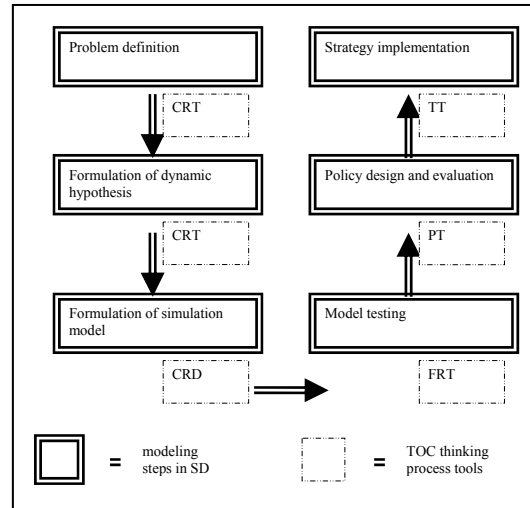 Problem definition
CRT
Formulation of dynamic
hypothesis
CRT
Formulation of simulation
model
CRD
Strategy implementation
TT
Policy design and evaluation
PT
Model testing
FRT
= modeling
steps in SD
= TOC thinking
process tools